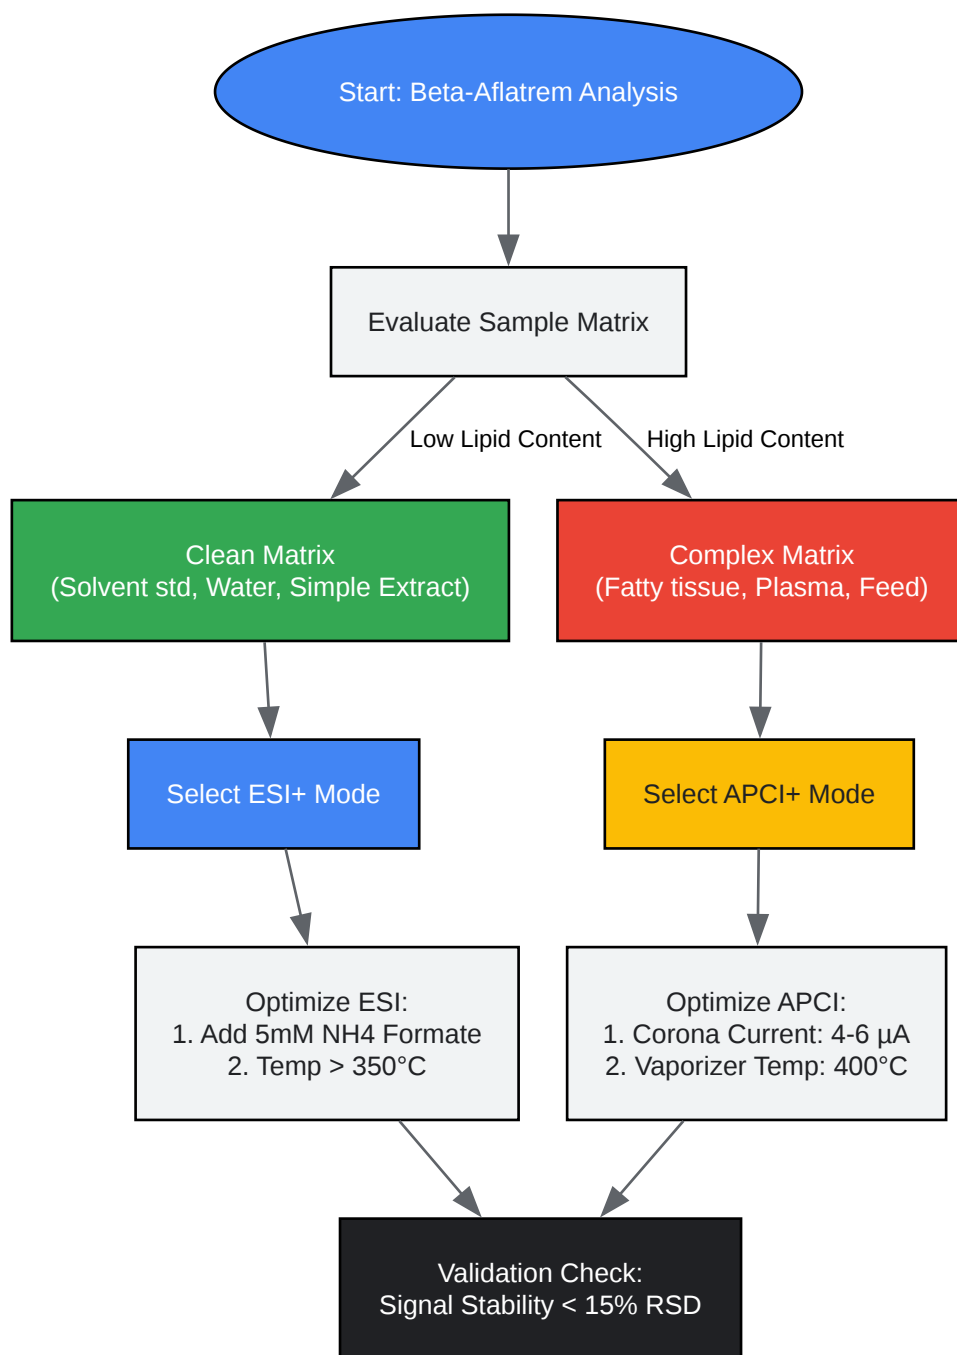 Start: Beta-Aflatrem Analysis
Evaluate Sample Matrix
Low Lipid Content
High Lipid Content
Clean Matrix
(Solvent std, Water, Simple Extract)
Complex Matrix
(Fatty tissue, Plasma, Feed)
Select ESI+ Mode
Select APCI+ Mode
Optimize ESI:
1. Add 5mM NH4 Formate
2. Temp > 350°C
Optimize APCI:
1. Corona Current: 4-6 µA
2. Vaporizer Temp: 400°C
Validation Check:
Signal Stability < 15% RSD